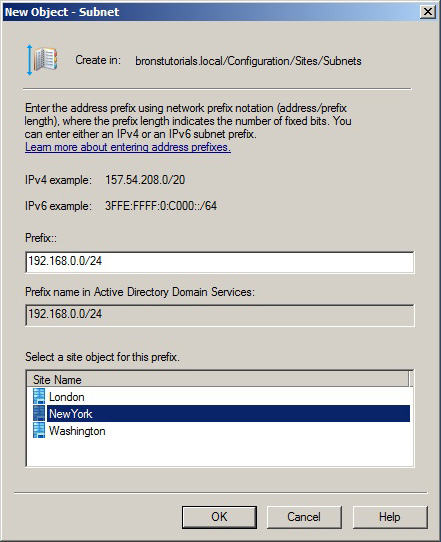 New Object - Subnet
Create in: bronstutorials.local/Configuration/Sites/Subnets
Enter the address prefix using network prefix notation (address/prefix
length), where the prefix length indicates the number of fixed bits. You
can enter either an IPv4 or an IPv6 subnet prefix.
Learn more about entering address prefixes.
IPv4 example: 157.54.208.0/20
IPv6 example: 3FFE:FFFF:0:C000::/64
Prefix::
192.168.0.0/24
Prefix name in Active Directory Domain Services:
192.168.0.0/24
Select a site object for this prefix.
Site Name
London
NewYork
Washington
OK Cancel Help